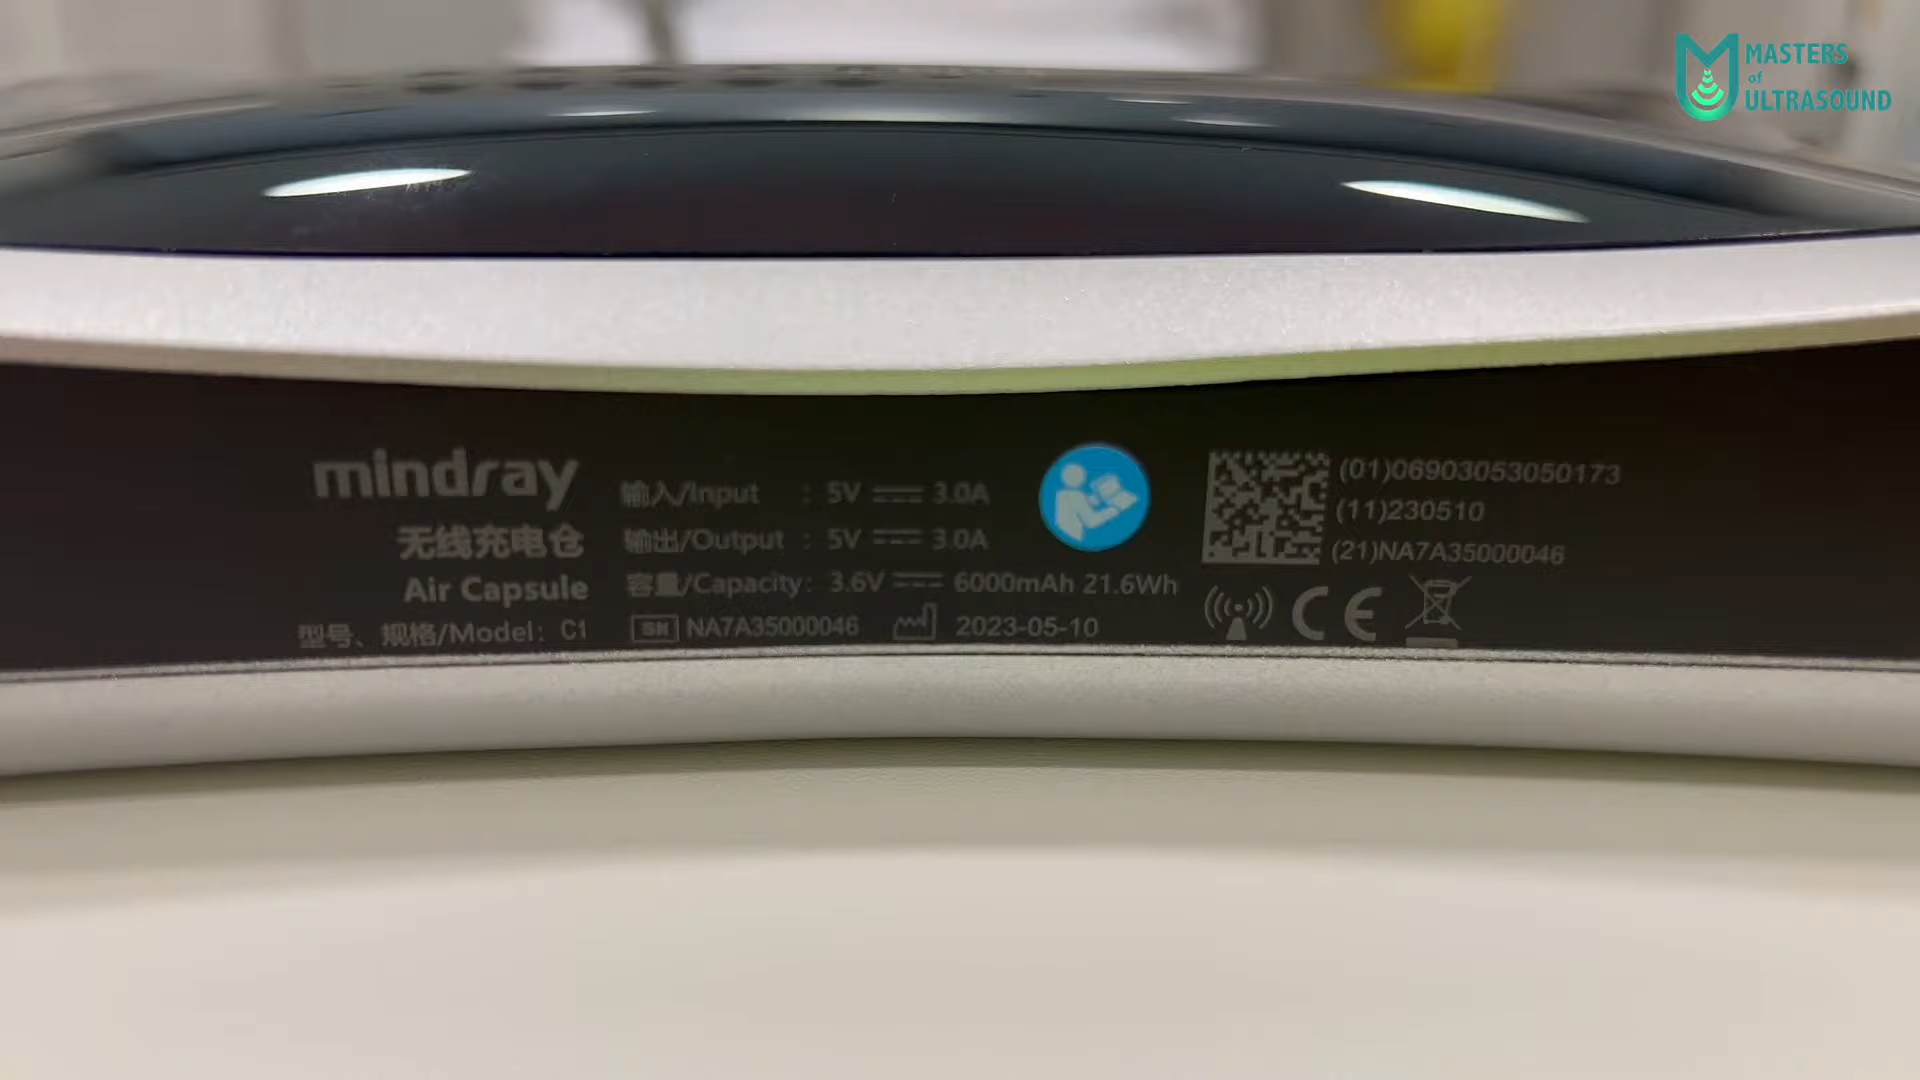 MASTERS
of
ULTRASOUND
mindray
无线充电仓
Air Capsule
型号、规格/Model: C1
输入/Input : 5V 3.0A
输出/Output : 5V 3.0A
容量/Capacity: 3.6V 6000mAh 21.6Wh
SN NA7A35000046 2023-05-10
(01)06903053050173
(11)230510
(21)NA7A35000046
CE